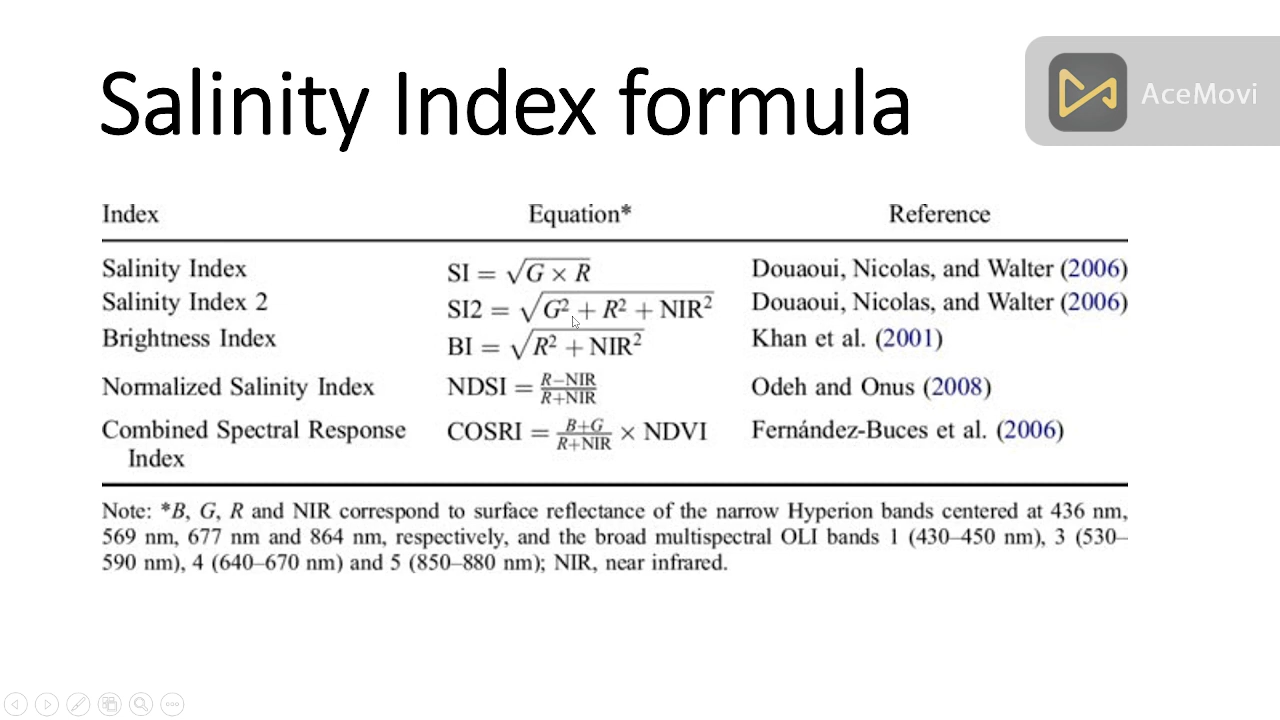 Salinity Index formula
AceMovi
Index Equation* Reference
Salinity Index SI = √G × R Douaoui, Nicolas, and Walter (2006)
Salinity Index 2 SI2 = √G² + R² + NIR² Douaoui, Nicolas, and Walter (2006)
Brightness Index BI = √R² + NIR² Khan et al. (2001)
Normalized Salinity Index NDSI = R−NIR / R+NIR Odeh and Onus (2008)
Combined Spectral Response COSRI = B+G / R+NIR × NDVI Fernández-Buces et al. (2006)
Index
Note: *B, G, R and NIR correspond to surface reflectance of the narrow Hyperion bands centered at 436 nm,
569 nm, 677 nm and 864 nm, respectively, and the broad multispectral OLI bands 1 (430–450 nm), 3 (530–
590 nm), 4 (640–670 nm) and 5 (850–880 nm); NIR, near infrared.